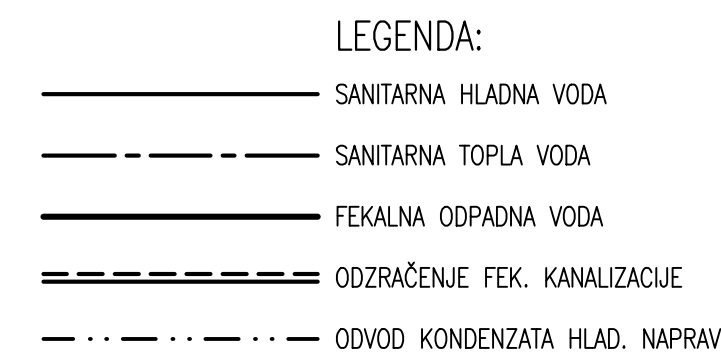 LEGENDA:
SANITARNA HLADNA VODA
SANITARNA TOPLA VODA
FEKALNA ODPADNA VODA
ODZRAČENJE FEK. KANALIZACIJE
ODVOD KONDENZATA HLAD. NAPRAV